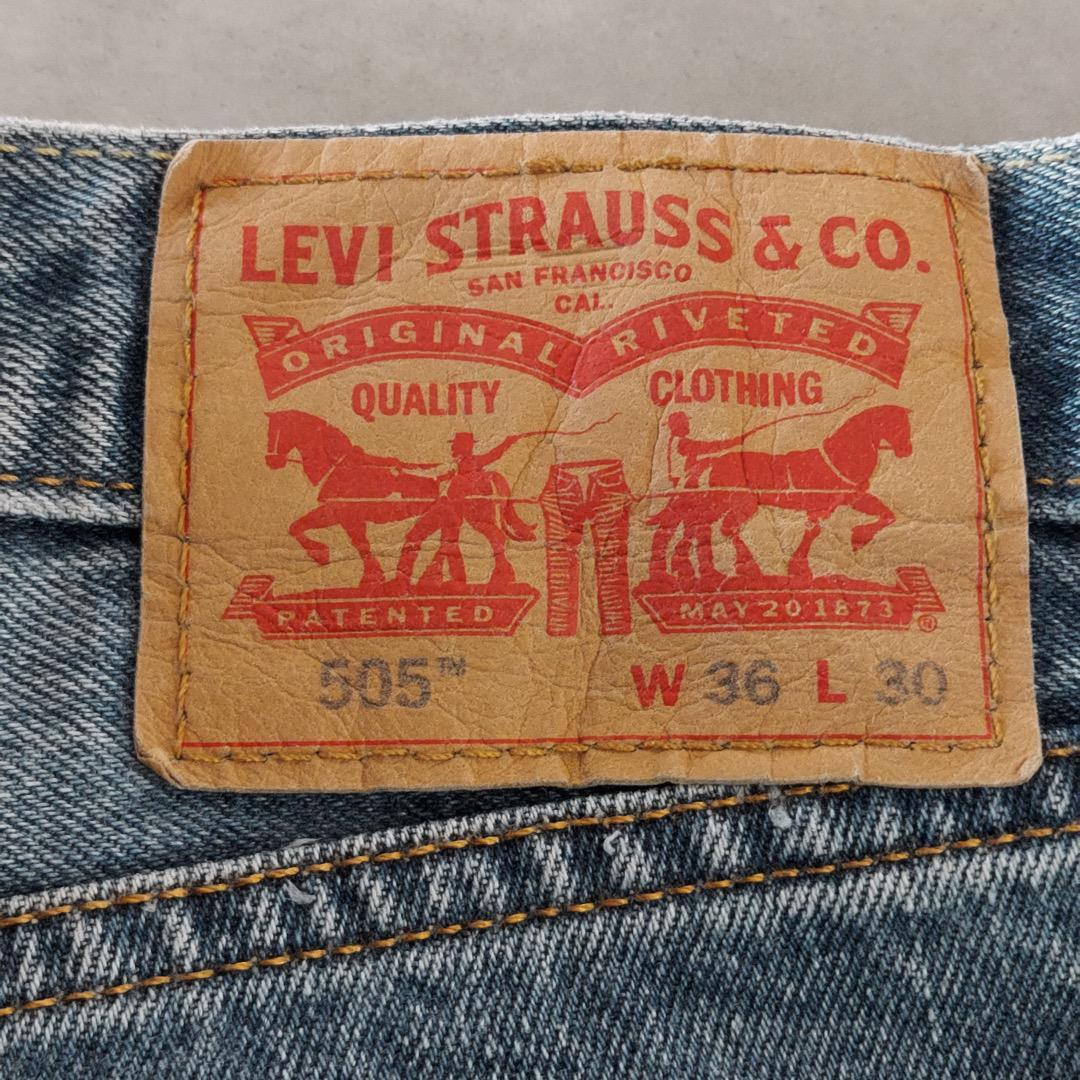 LEVI STRAUSS & CO.
SAN FRANCISCO
CAL.
ORIGINAL RIVETED
QUALITY CLOTHING
PATENTED MAY 20 1873 ®
505™ W 36 L 30